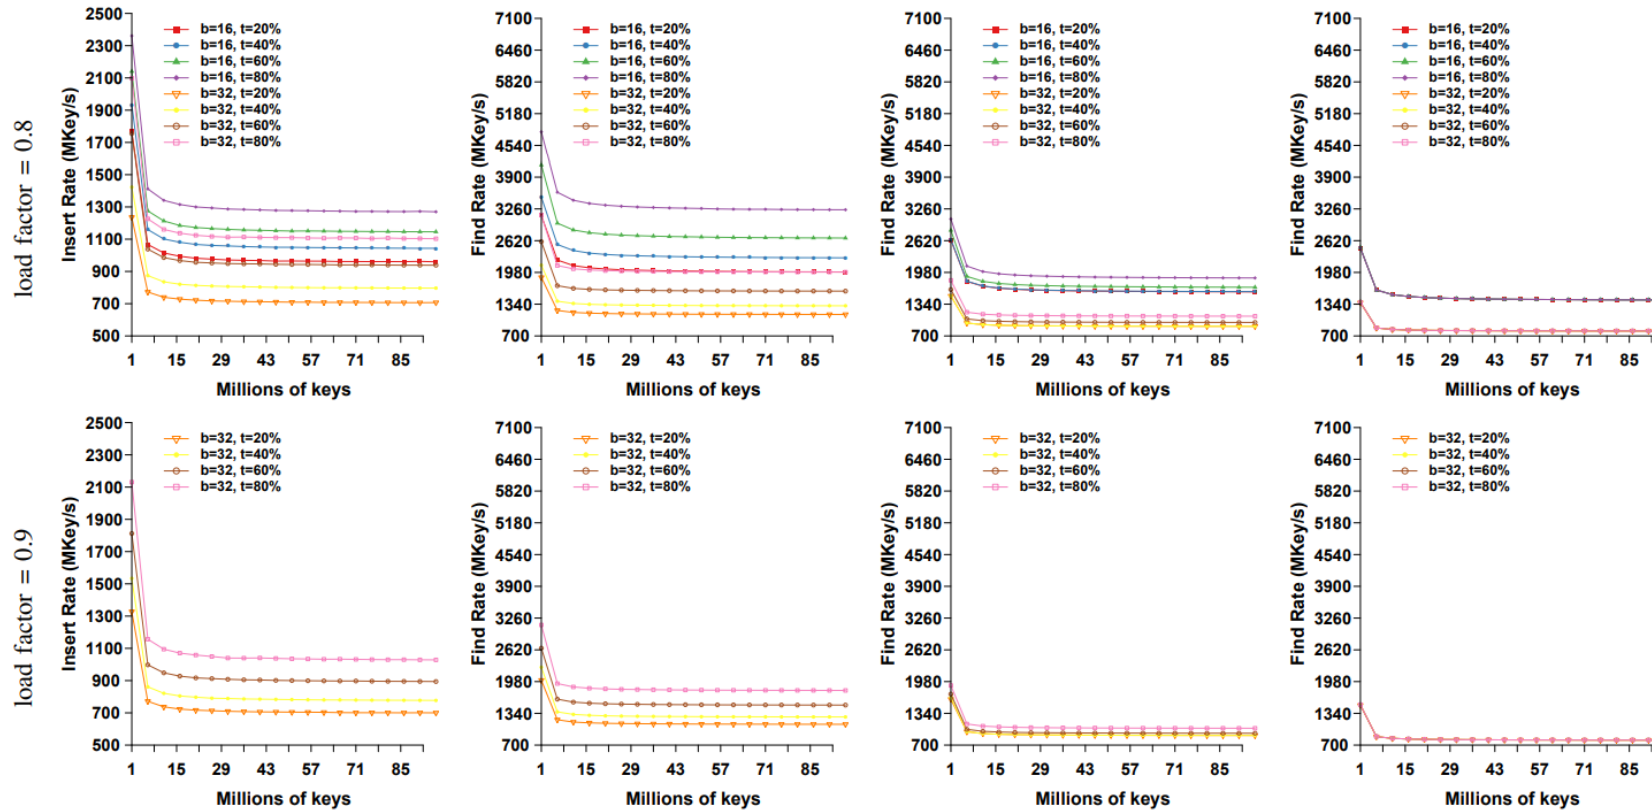 load factor = 0.8
Insert Rate (MKey/s)
2500
2300
2100
1900
1700
1500
1300
1100
900
700
500
b=16, t=20%
b=16, t=40%
b=16, t=60%
b=16, t=80%
b=32, t=20%
b=32, t=40%
b=32, t=60%
b=32, t=80%
1 15 29 43 57 71 85
Millions of keys
Find Rate (MKey/s)
7100
6460
5820
5180
4540
3900
3260
2620
1980
1340
700
b=16, t=20%
b=16, t=40%
b=16, t=60%
b=16, t=80%
b=32, t=20%
b=32, t=40%
b=32, t=60%
b=32, t=80%
1 15 29 43 57 71 85
Millions of keys
Find Rate (MKey/s)
7100
6460
5820
5180
4540
3900
3260
2620
1980
1340
700
b=16, t=20%
b=16, t=40%
b=16, t=60%
b=16, t=80%
b=32, t=20%
b=32, t=40%
b=32, t=60%
b=32, t=80%
1 15 29 43 57 71 85
Millions of keys
Find Rate (MKey/s)
7100
6460
5820
5180
4540
3900
3260
2620
1980
1340
700
b=16, t=20%
b=16, t=40%
b=16, t=60%
b=16, t=80%
b=32, t=20%
b=32, t=40%
b=32, t=60%
b=32, t=80%
1 15 29 43 57 71 85
Millions of keys
load factor = 0.9
Insert Rate (MKey/s)
2500
2300
2100
1900
1700
1500
1300
1100
900
700
500
b=32, t=20%
b=32, t=40%
b=32, t=60%
b=32, t=80%
1 15 29 43 57 71 85
Millions of keys
Find Rate (MKey/s)
7100
6460
5820
5180
4540
3900
3260
2620
1980
1340
700
b=32, t=20%
b=32, t=40%
b=32, t=60%
b=32, t=80%
1 15 29 43 57 71 85
Millions of keys
Find Rate (MKey/s)
7100
6460
5820
5180
4540
3900
3260
2620
1980
1340
700
b=32, t=20%
b=32, t=40%
b=32, t=60%
b=32, t=80%
1 15 29 43 57 71 85
Millions of keys
Find Rate (MKey/s)
7100
6460
5820
5180
4540
3900
3260
2620
1980
1340
700
b=32, t=20%
b=32, t=40%
b=32, t=60%
b=32, t=80%
1 15 29 43 57 71 85
Millions of keys